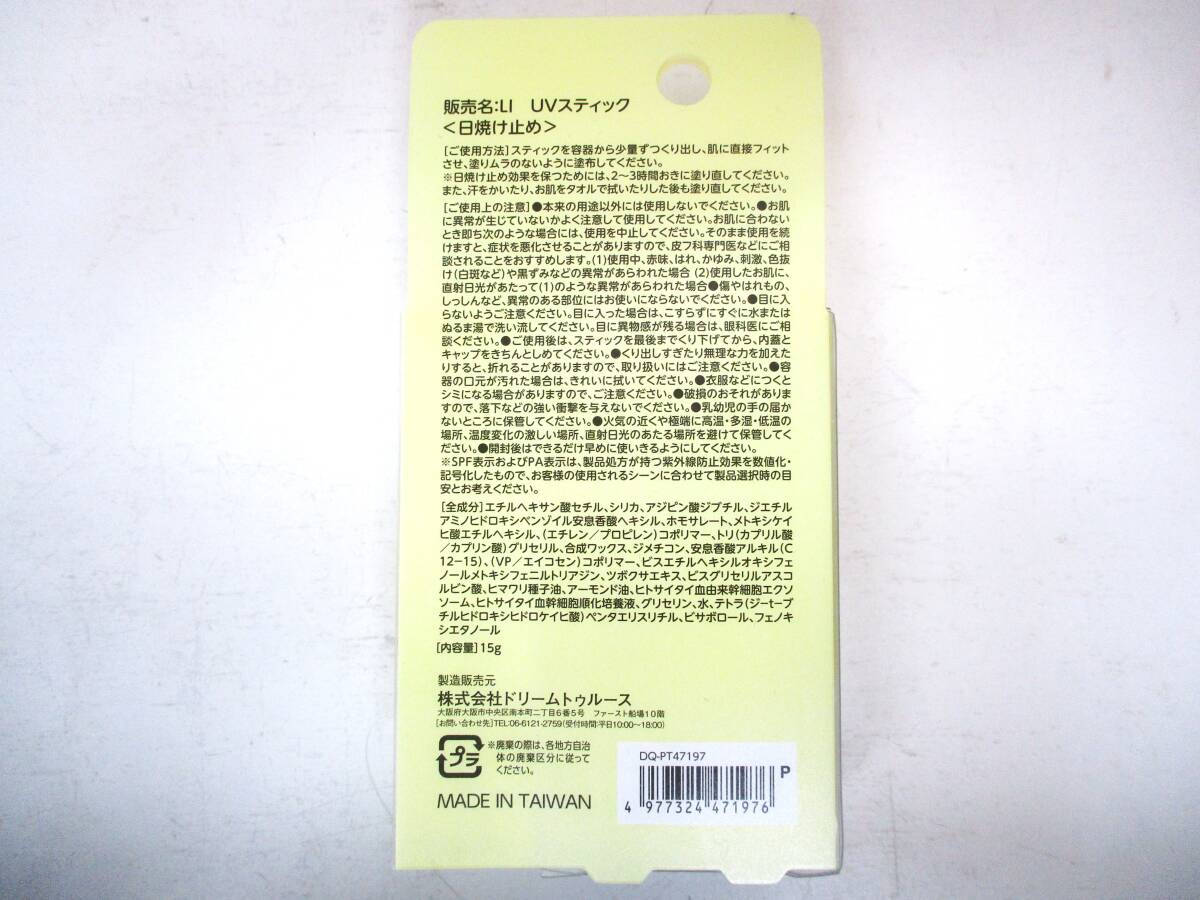 販売名:LI　UVスティック
＜日焼け止め＞
[ご使用方法]スティックを容器から少量ずつくり出し、肌に直接フィット
させ、塗りムラのないように塗布してください。
※日焼け止め効果を保つためには、2〜3時間おきに塗り直してください。
また、汗をかいたり、お肌をタオルで拭いたりした後も塗り直してください。
[ご使用上の注意]●本来の用途以外には使用しないでください。●お肌
に異常が生じていないかよく注意して使用してください。お肌に合わない
とき即ち次のような場合には、使用を中止してください。そのまま使用を続
けますと、症状を悪化させることがありますので、皮フ科専門医などにご相
談されることをおすすめします。(1)使用中、赤味、はれ、かゆみ、刺激、色抜
け(白斑など)や黒ずみなどの異常があらわれた場合 (2)使用したお肌に、
直射日光があたって(1)のような異常があらわれた場合●傷やはれもの、
しっしんなど、異常のある部位にはお使いにならないでください。●目に入
らないようご注意ください。目に入った場合は、こすらずにすぐに水または
ぬるま湯で洗い流してください。目に異物感が残る場合は、眼科医にご相
談ください。●ご使用後は、スティックを最後までくり下げてから、内蓋と
キャップをきちんとしめてください。●くり出しすぎたり無理な力を加えた
りすると、折れることがありますので、取り扱いにはご注意ください。●容
器の口元が汚れた場合は、きれいに拭いてください。●衣服などにつくと
シミになる場合がありますので、ご注意ください。●破損のおそれがありま
すので、落下などの強い衝撃を与えないでください。●乳幼児の手の届か
ないところに保管してください。●火気の近くや極端に高温・多湿・低温の
場所、温度変化の激しい場所、直射日光のあたる場所を避けて保管してく
ださい。●開封後はできるだけ早めに使いきるようにしてください。
※SPF表示およびPA表示は、製品処方が持つ紫外線防止効果を数値化・
記号化したもので、お客様の使用されるシーンに合わせて製品選択時の目
安とお考えください。
[全成分]エチルヘキサン酸セチル、シリカ、アジピン酸ジブチル、ジエチル
アミノヒドロキシベンゾイル安息香酸ヘキシル、ホモサレート、メトキシケイ
ヒ酸エチルヘキシル、(エチレン／プロピレン)コポリマー、トリ(カプリル酸
／カプリン酸)グリセリル、合成ワックス、ジメチコン、安息香酸アルキル(C
12-15)、(VP／エイコセン)コポリマー、ビスエチルヘキシルオキシフェ
ノールメトキシフェニルトリアジン、ツボクサエキス、ビスグリセリルアスコ
ルビン酸、ヒマワリ種子油、アーモンド油、ヒトサイタイ血由来幹細胞エクソ
ソーム、ヒトサイタイ血幹細胞順化培養液、グリセリン、水、テトラ(ジ-t-ブ
チルヒドロキシヒドロケイヒ酸)ペンタエリスリチル、ビサボロール、フェノキ
シエタノール
[内容量]15g
製造販売元
株式会社ドリームトゥルース
大阪府大阪市中央区南本町二丁目6番5号　ファースト船場10階
[お問い合わせ先]TEL:06-6121-2759(受付時間:平日10:00〜18:00)
プラ
※廃棄の際は、各地方自治
体の廃棄区分に従って
ください。
MADE IN TAIWAN
DQ-PT47197
P
4 977324 471976